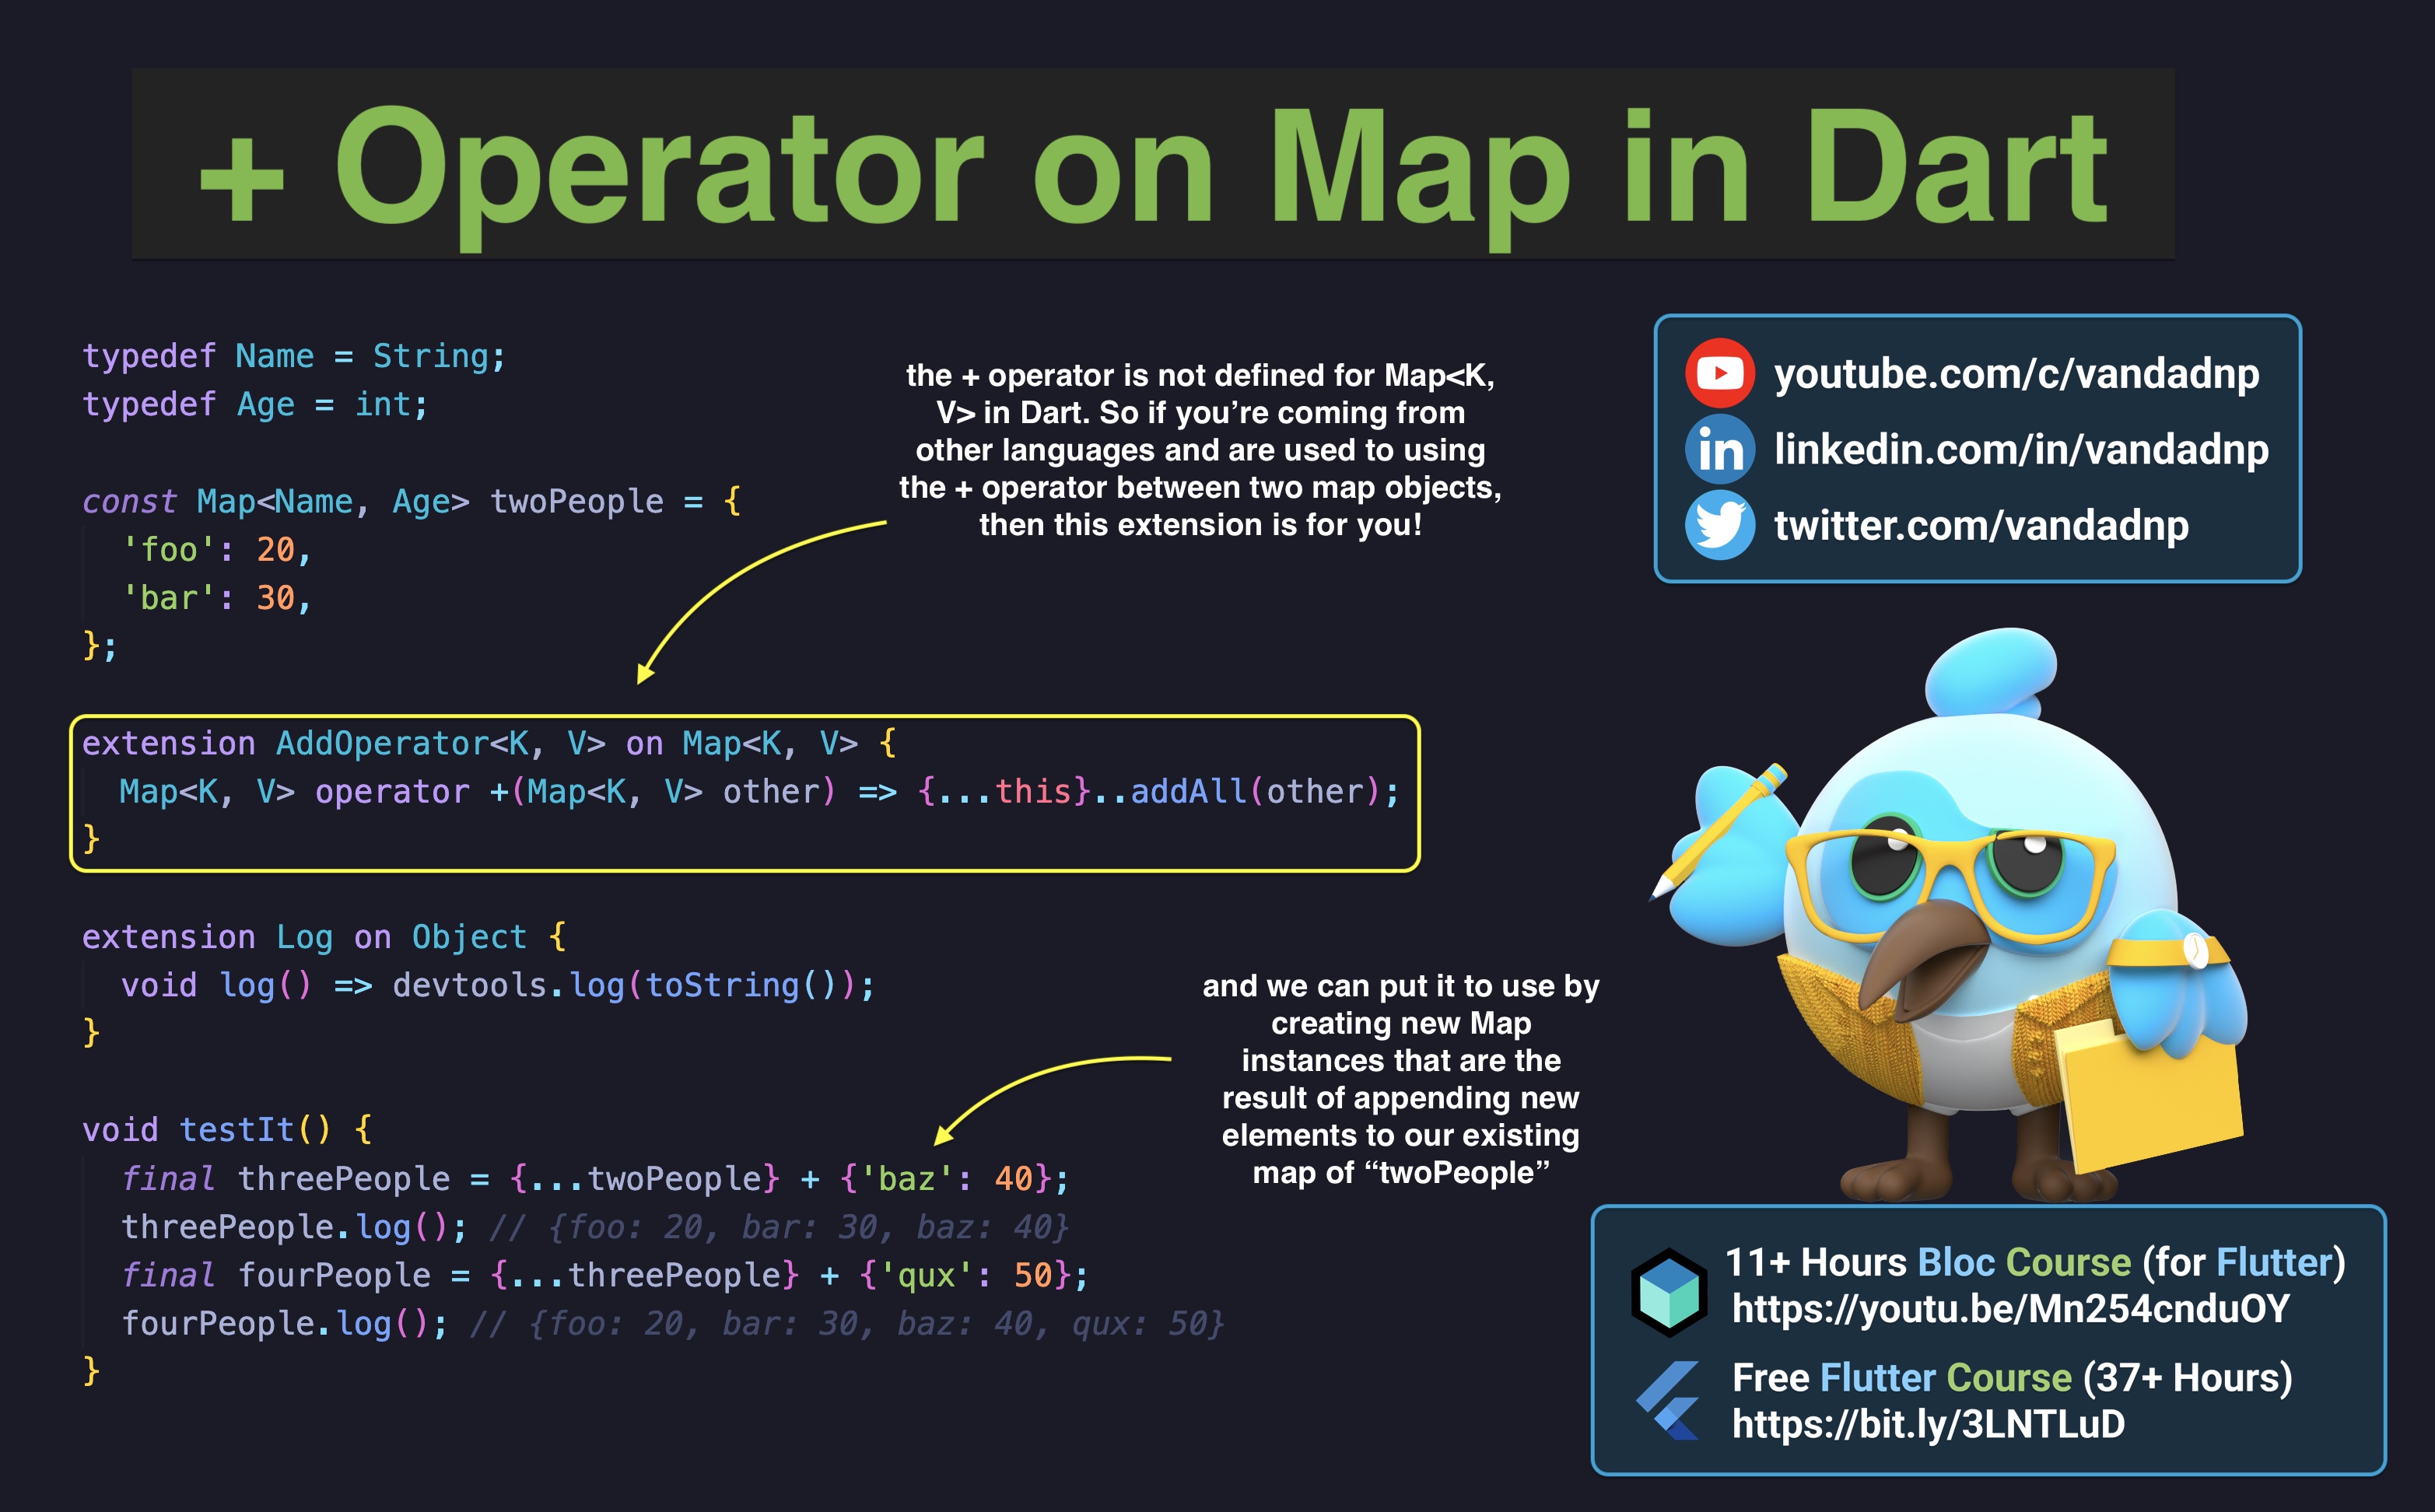 + Operator on Map in Dart
typedef Name = String;
typedef Age = int;
const Map<Name, Age> twoPeople = {
  'foo': 20,
  'bar': 30,
};
the + operator is not defined for Map<K,
V> in Dart. So if you’re coming from
other languages and are used to using
the + operator between two map objects,
then this extension is for you!
extension AddOperator<K, V> on Map<K, V> {
  Map<K, V> operator +(Map<K, V> other) => {...this}..addAll(other);
}
extension Log on Object {
  void log() => devtools.log(toString());
}
and we can put it to use by
creating new Map
instances that are the
result of appending new
elements to our existing
map of “twoPeople”
void testIt() {
  final threePeople = {...twoPeople} + {'baz': 40};
  threePeople.log(); // {foo: 20, bar: 30, baz: 40}
  final fourPeople = {...threePeople} + {'qux': 50};
  fourPeople.log(); // {foo: 20, bar: 30, baz: 40, qux: 50}
}
youtube.com/c/vandadnp
in linkedin.com/in/vandadnp
twitter.com/vandadnp
11+ Hours Bloc Course (for Flutter)
https://youtu.be/Mn254cnduOY
Free Flutter Course (37+ Hours)
https://bit.ly/3LNTLuD